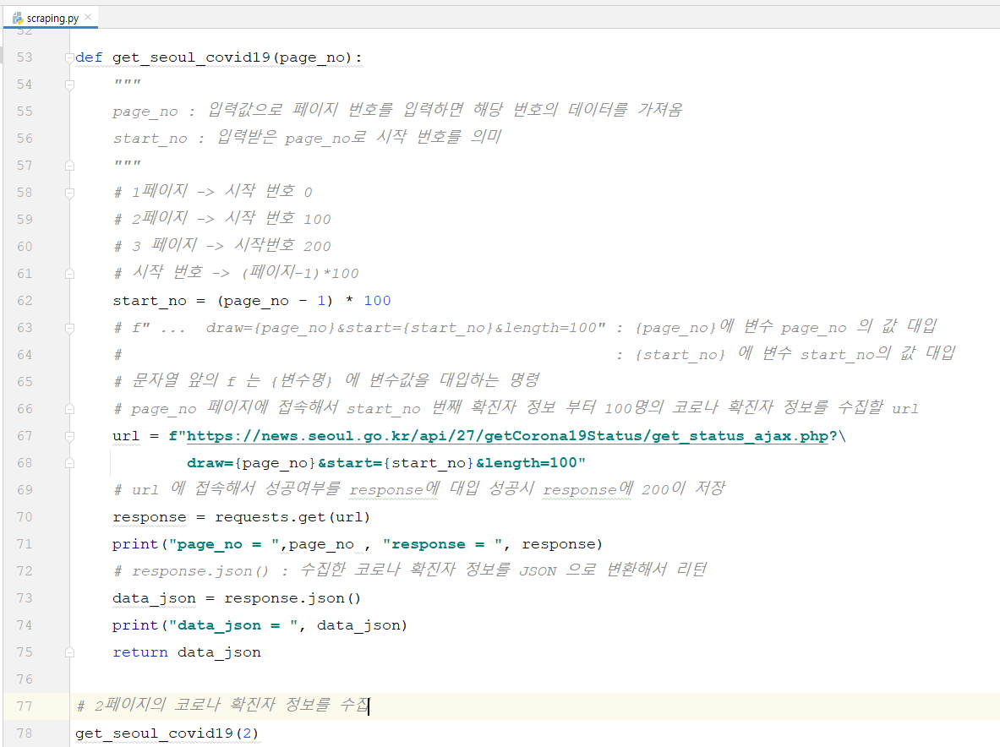 scraping.py
52
53 def get_seoul_covid19(page_no):
54     """
55     page_no : 입력값으로 페이지 번호를 입력하면 해당 번호의 데이터를 가져옴
56     start_no : 입력받은 page_no로 시작 번호를 의미
57     """
58     # 1페이지 -> 시작 번호 0
59     # 2페이지 -> 시작 번호 100
60     # 3 페이지 -> 시작번호 200
61     # 시작 번호 -> (페이지-1)*100
62     start_no = (page_no - 1) * 100
63     # f" ...  draw={page_no}&start={start_no}&length=100" : {page_no}에 변수 page_no 의 값 대입
64     #                                                     : {start_no} 에 변수 start_no의 값 대입
65     # 문자열 앞의 f 는 {변수명} 에 변수값을 대입하는 명령
66     # page_no 페이지에 접속해서 start_no 번째 확진자 정보 부터 100명의 코로나 확진자 정보를 수집할 url
67     url = f"https://news.seoul.go.kr/api/27/getCorona19Status/get_status_ajax.php?\
68             draw={page_no}&start={start_no}&length=100"
69     # url 에 접속해서 성공여부를 response에 대입 성공시 response에 200이 저장
70     response = requests.get(url)
71     print("page_no = ",page_no , "response = ", response)
72     # response.json() : 수집한 코로나 확진자 정보를 JSON 으로 변환해서 리턴
73     data_json = response.json()
74     print("data_json = ", data_json)
75     return data_json
76
77 # 2페이지의 코로나 확진자 정보를 수집
78 get_seoul_covid19(2)